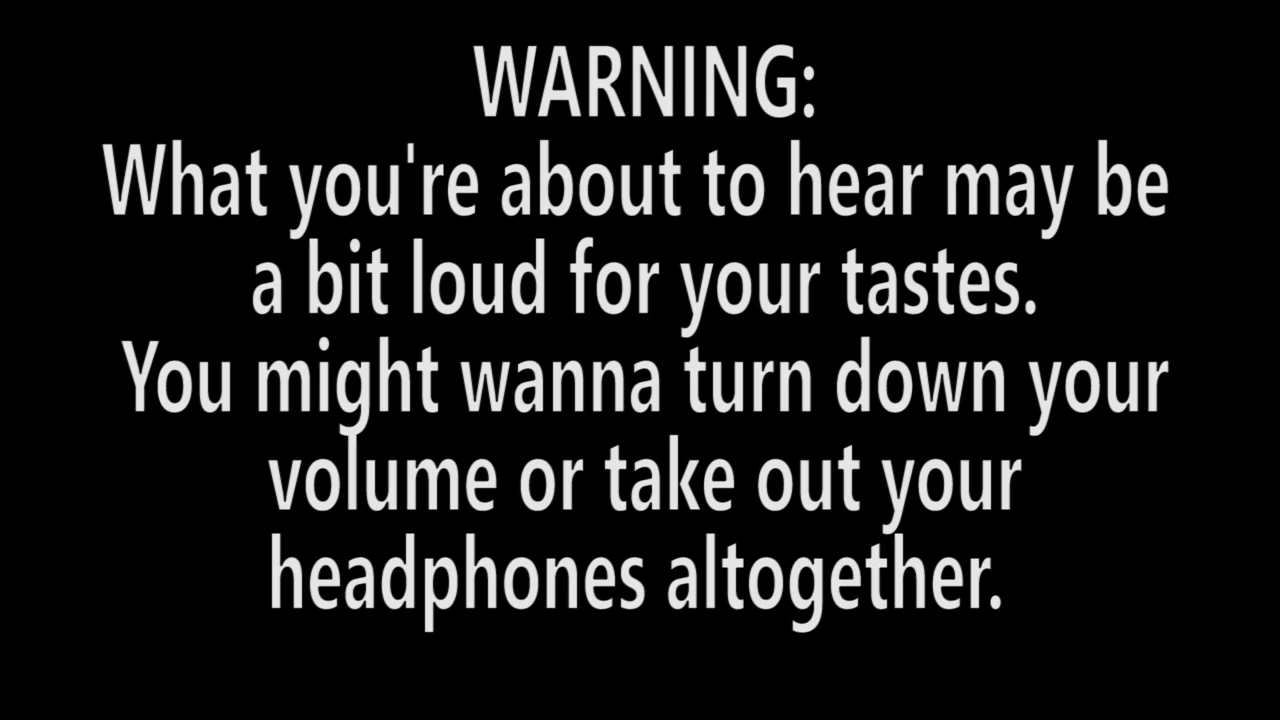 WARNING:
What you're about to hear may be
a bit loud for your tastes.
You might wanna turn down your
volume or take out your
headphones altogether.